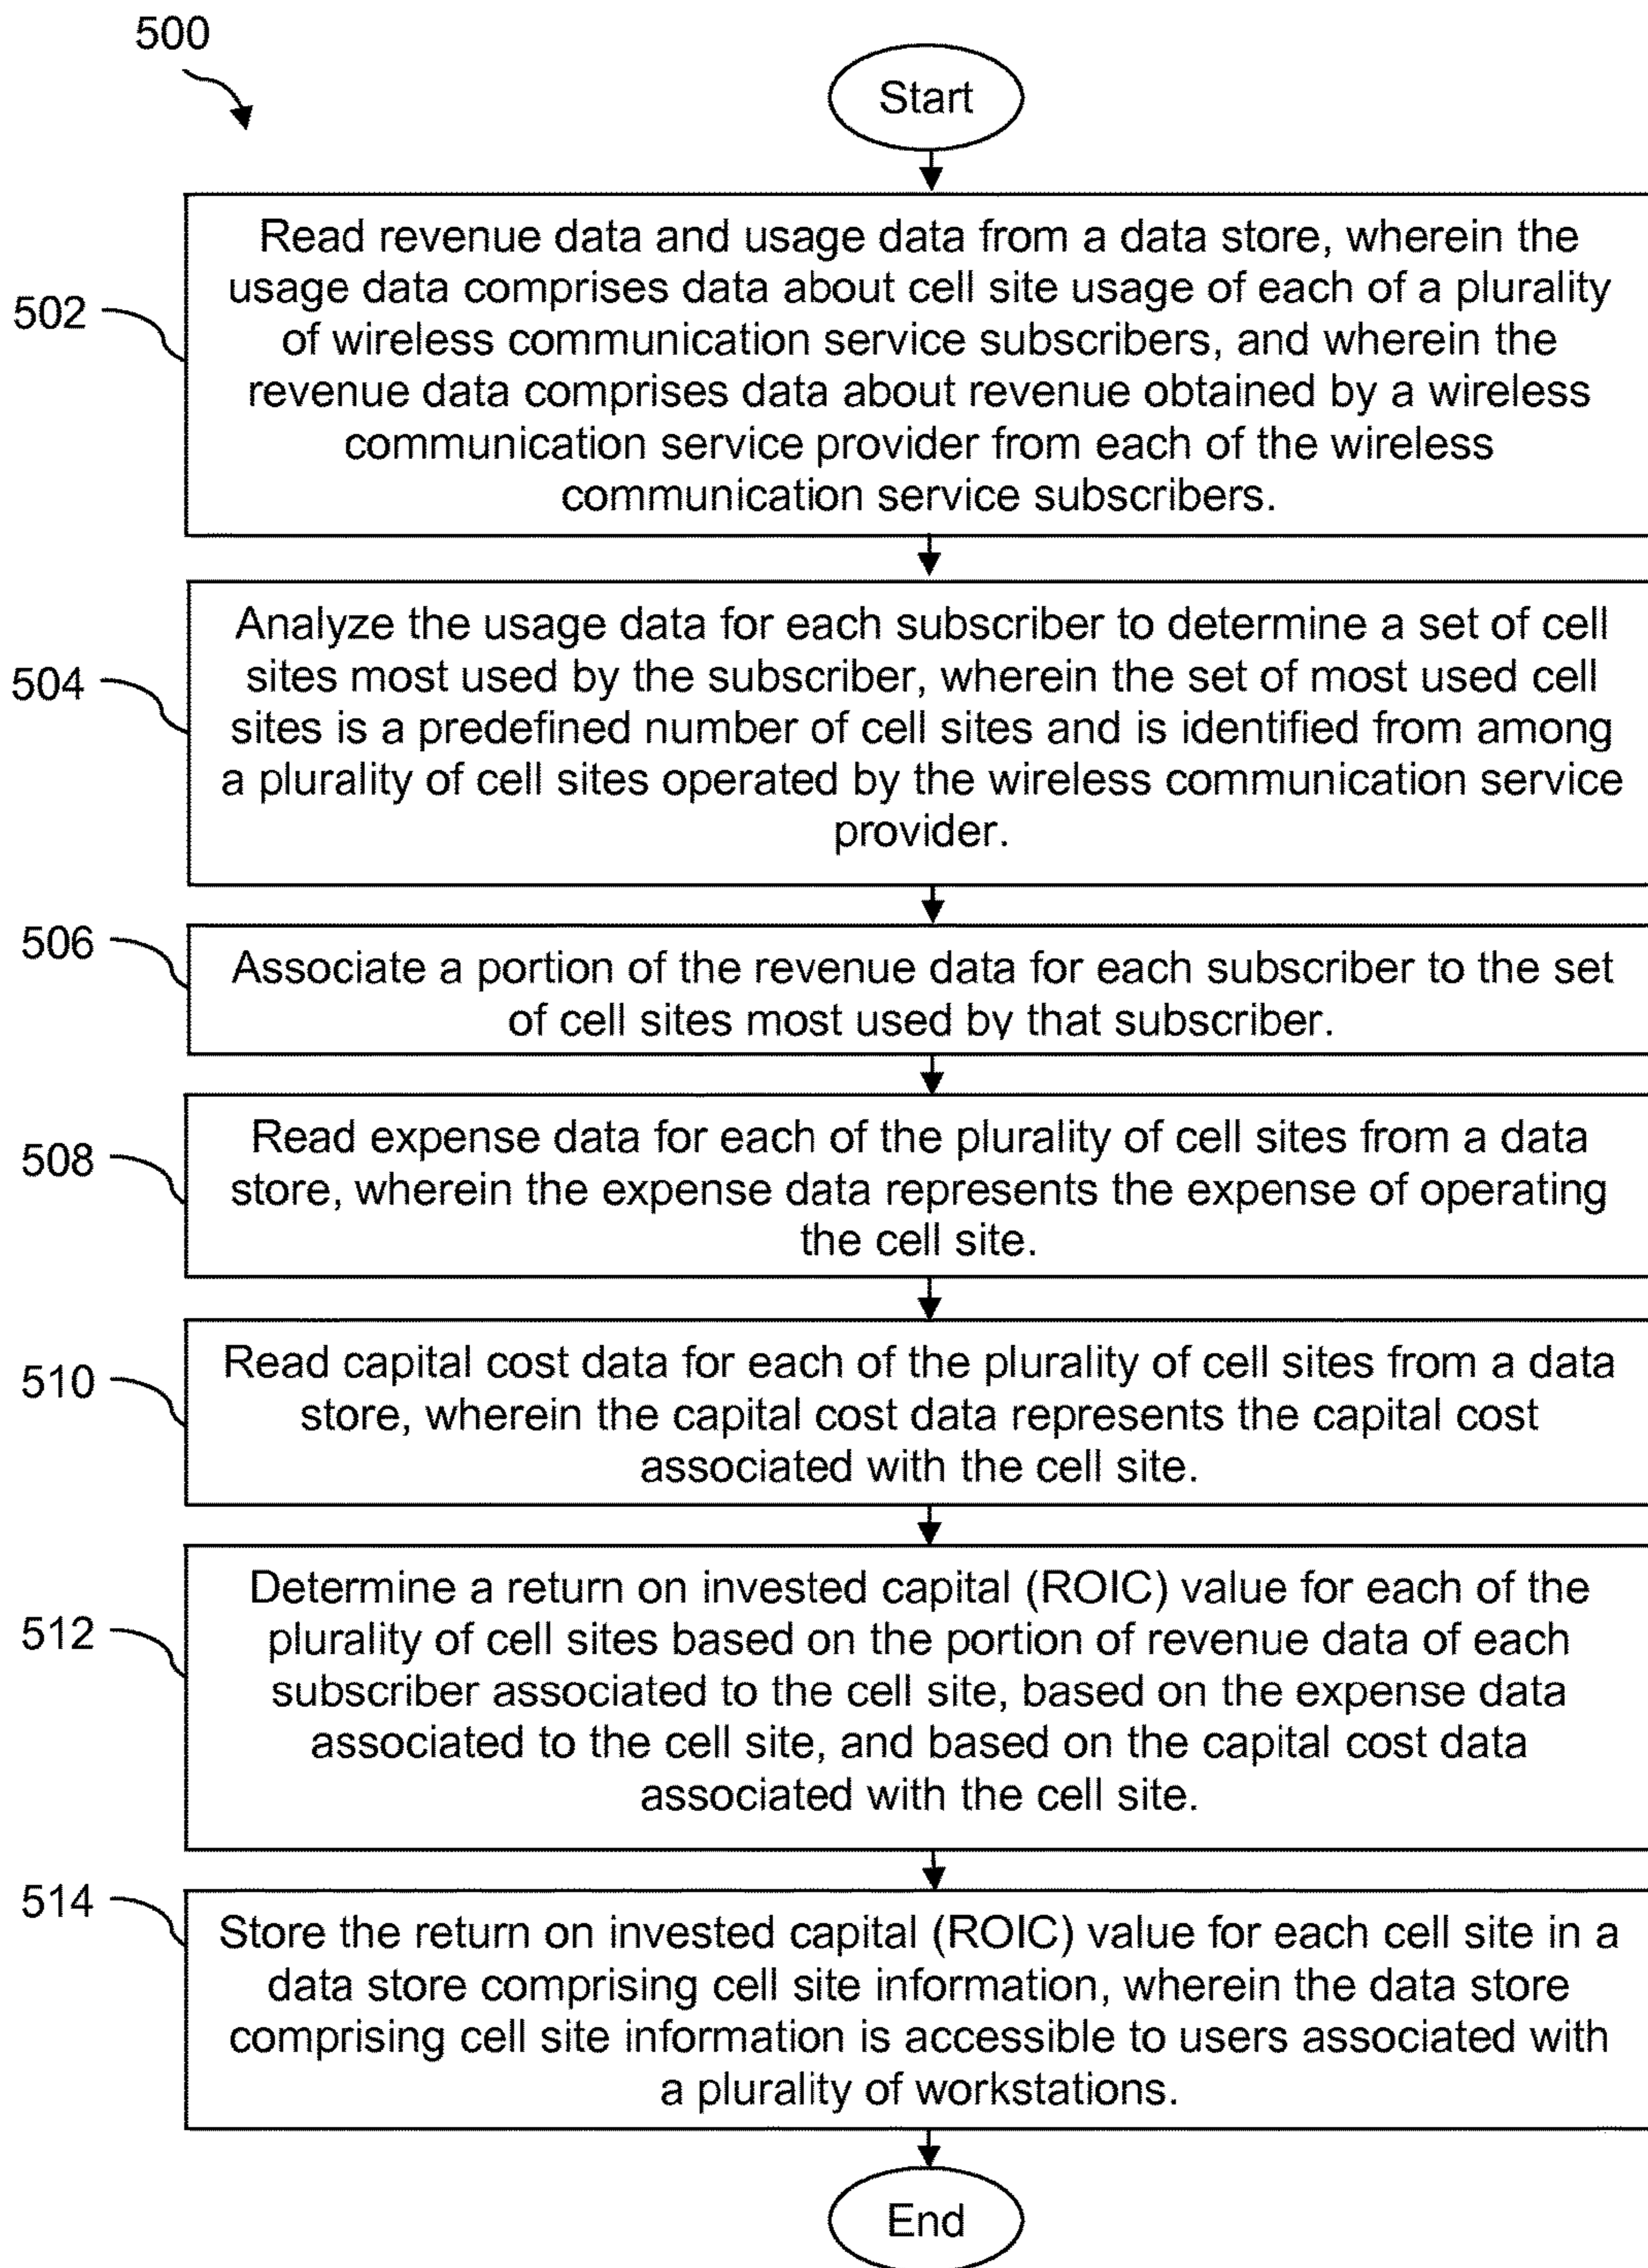 500
Start
502
Read revenue data and usage data from a data store, wherein the
usage data comprises data about cell site usage of each of a plurality
of wireless communication service subscribers, and wherein the
revenue data comprises data about revenue obtained by a wireless
communication service provider from each of the wireless
communication service subscribers.
504
Analyze the usage data for each subscriber to determine a set of cell
sites most used by the subscriber, wherein the set of most used cell
sites is a predefined number of cell sites and is identified from among
a plurality of cell sites operated by the wireless communication service
provider.
506
Associate a portion of the revenue data for each subscriber to the set
of cell sites most used by that subscriber.
508
Read expense data for each of the plurality of cell sites from a data
store, wherein the expense data represents the expense of operating
the cell site.
510
Read capital cost data for each of the plurality of cell sites from a data
store, wherein the capital cost data represents the capital cost
associated with the cell site.
512
Determine a return on invested capital (ROIC) value for each of the
plurality of cell sites based on the portion of revenue data of each
subscriber associated to the cell site, based on the expense data
associated to the cell site, and based on the capital cost data
associated with the cell site.
514
Store the return on invested capital (ROIC) value for each cell site in a
data store comprising cell site information, wherein the data store
comprising cell site information is accessible to users associated with
a plurality of workstations.
End